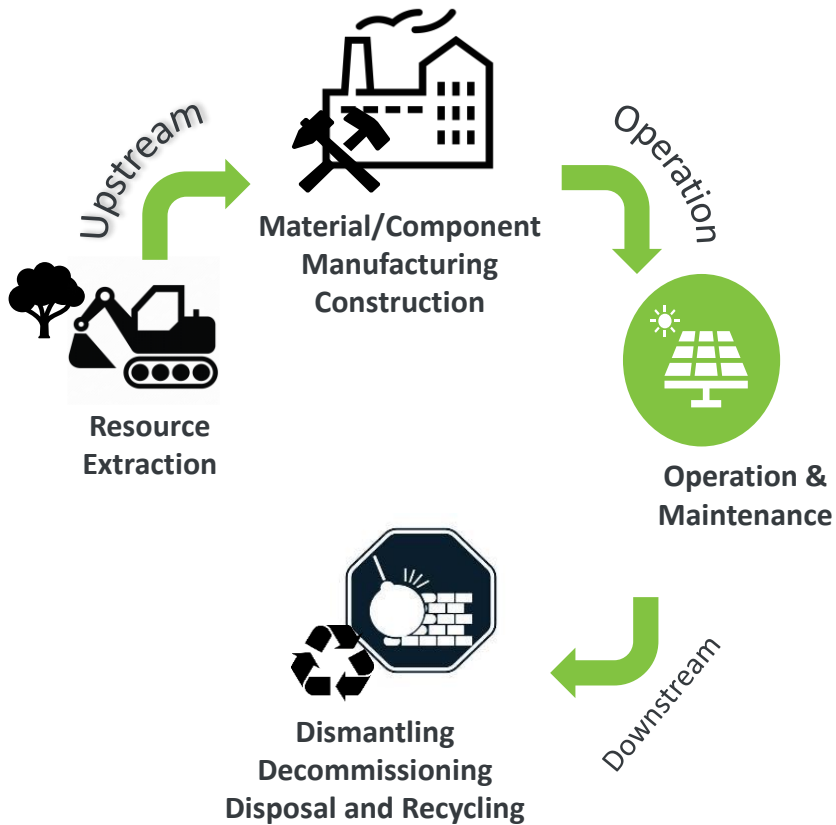 Upstream
Operation
Material/Component
Manufacturing
Construction
Resource
Extraction
Operation &
Maintenance
Downstream
Dismantling
Decommissioning
Disposal and Recycling